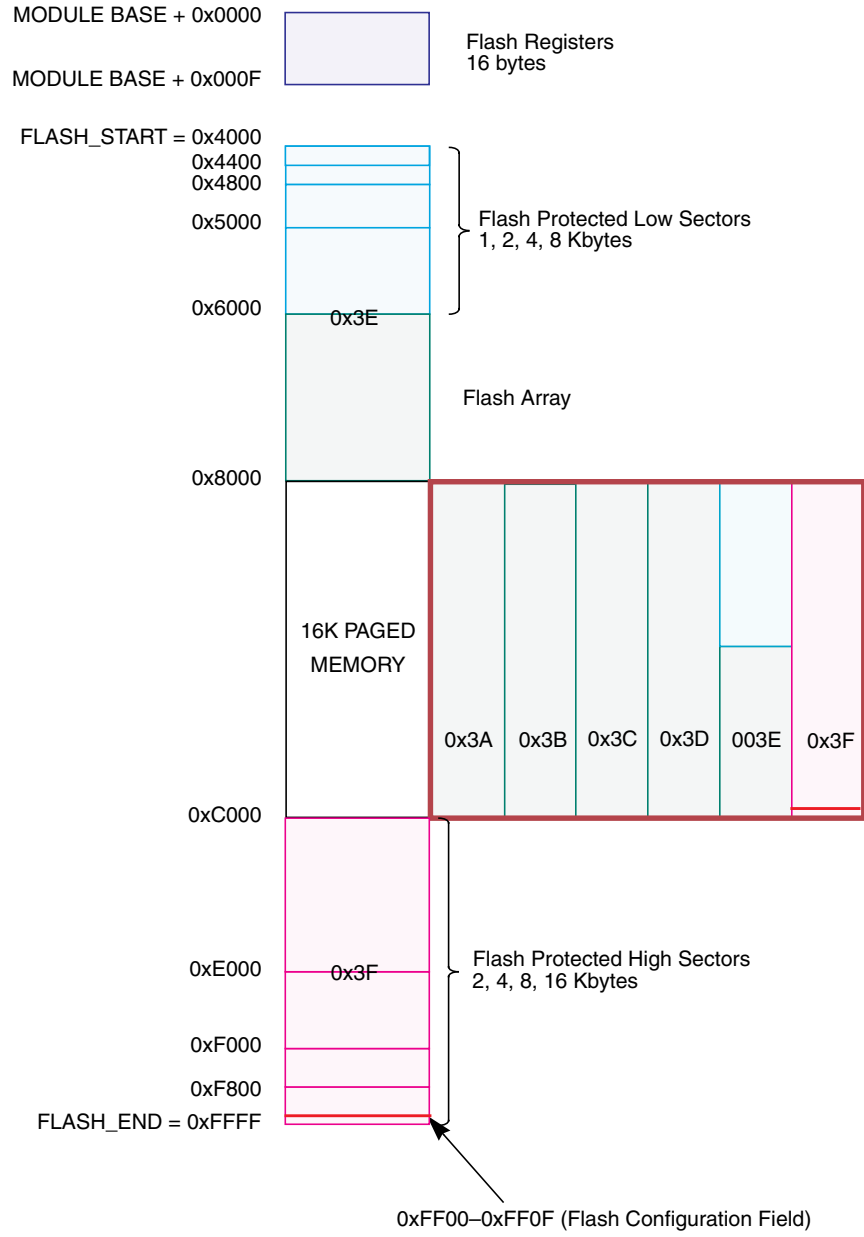 MODULE BASE + 0x0000
Flash Registers
16 bytes
MODULE BASE + 0x000F
FLASH_START = 0x4000
0x4400
0x4800
0x5000
Flash Protected Low Sectors
1, 2, 4, 8 Kbytes
0x6000
0x3E
Flash Array
0x8000
16K PAGED
MEMORY
0x3A
0x3B
0x3C
0x3D
003E
0x3F
0xC000
Flash Protected High Sectors
2, 4, 8, 16 Kbytes
0xE000
0x3F
0xF000
0xF800
FLASH_END = 0xFFFF
0xFF00–0xFF0F (Flash Configuration Field)